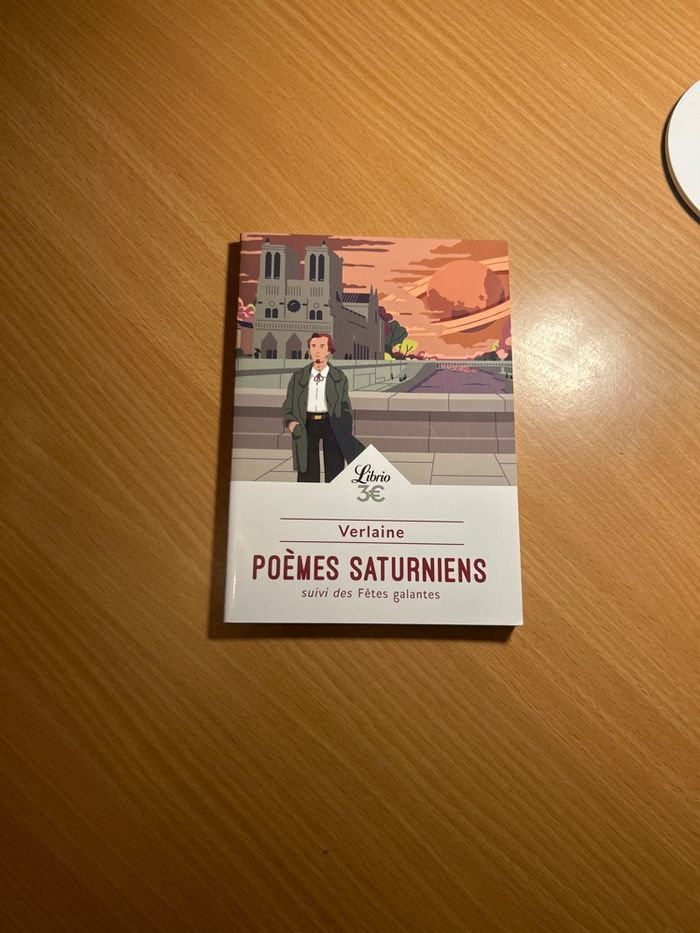 Librio
3€
Verlaine
POÈMES SATURNIENS
suivi des Fêtes galantes